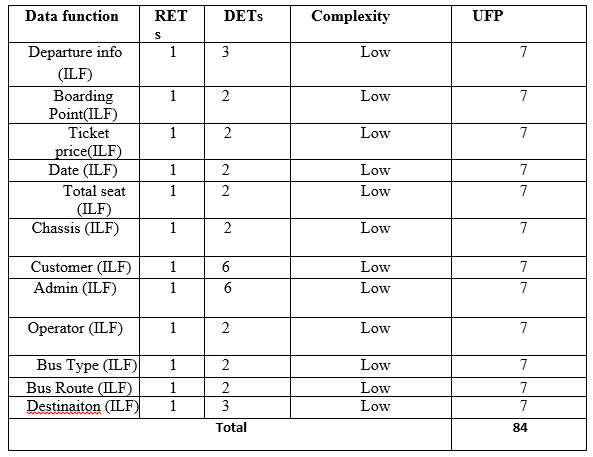 Data function RET DETs Complexity UFP
s
Departure info 1 3 Low 7
(ILF)
Boarding 1 2 Low 7
Point(ILF)
Ticket 1 2 Low 7
price(ILF)
Date (ILF) 1 2 Low 7
Total seat 1 2 Low 7
(ILF)
Chassis (ILF) 1 2 Low 7
Customer (ILF) 1 6 Low 7
Admin (ILF) 1 6 Low 7
Operator (ILF) 1 2 Low 7
Bus Type (ILF) 1 2 Low 7
Bus Route (ILF) 1 2 Low 7
Destinaiton (ILF) 1 3 Low 7
Total 84